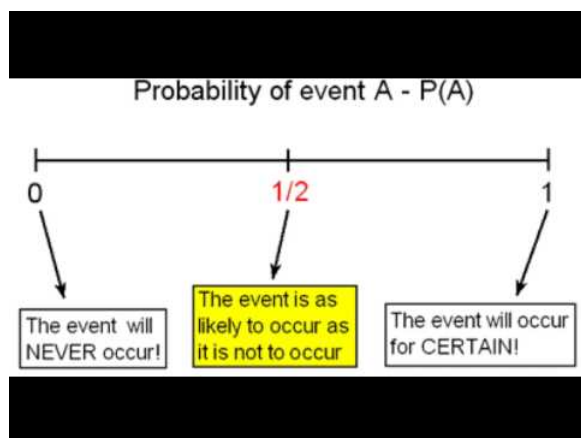 Probability of event A - P(A)
0
1/2
1
The event will
NEVER occur!
The event is as
likely to occur as
it is not to occur
The event will occur
for CERTAIN!